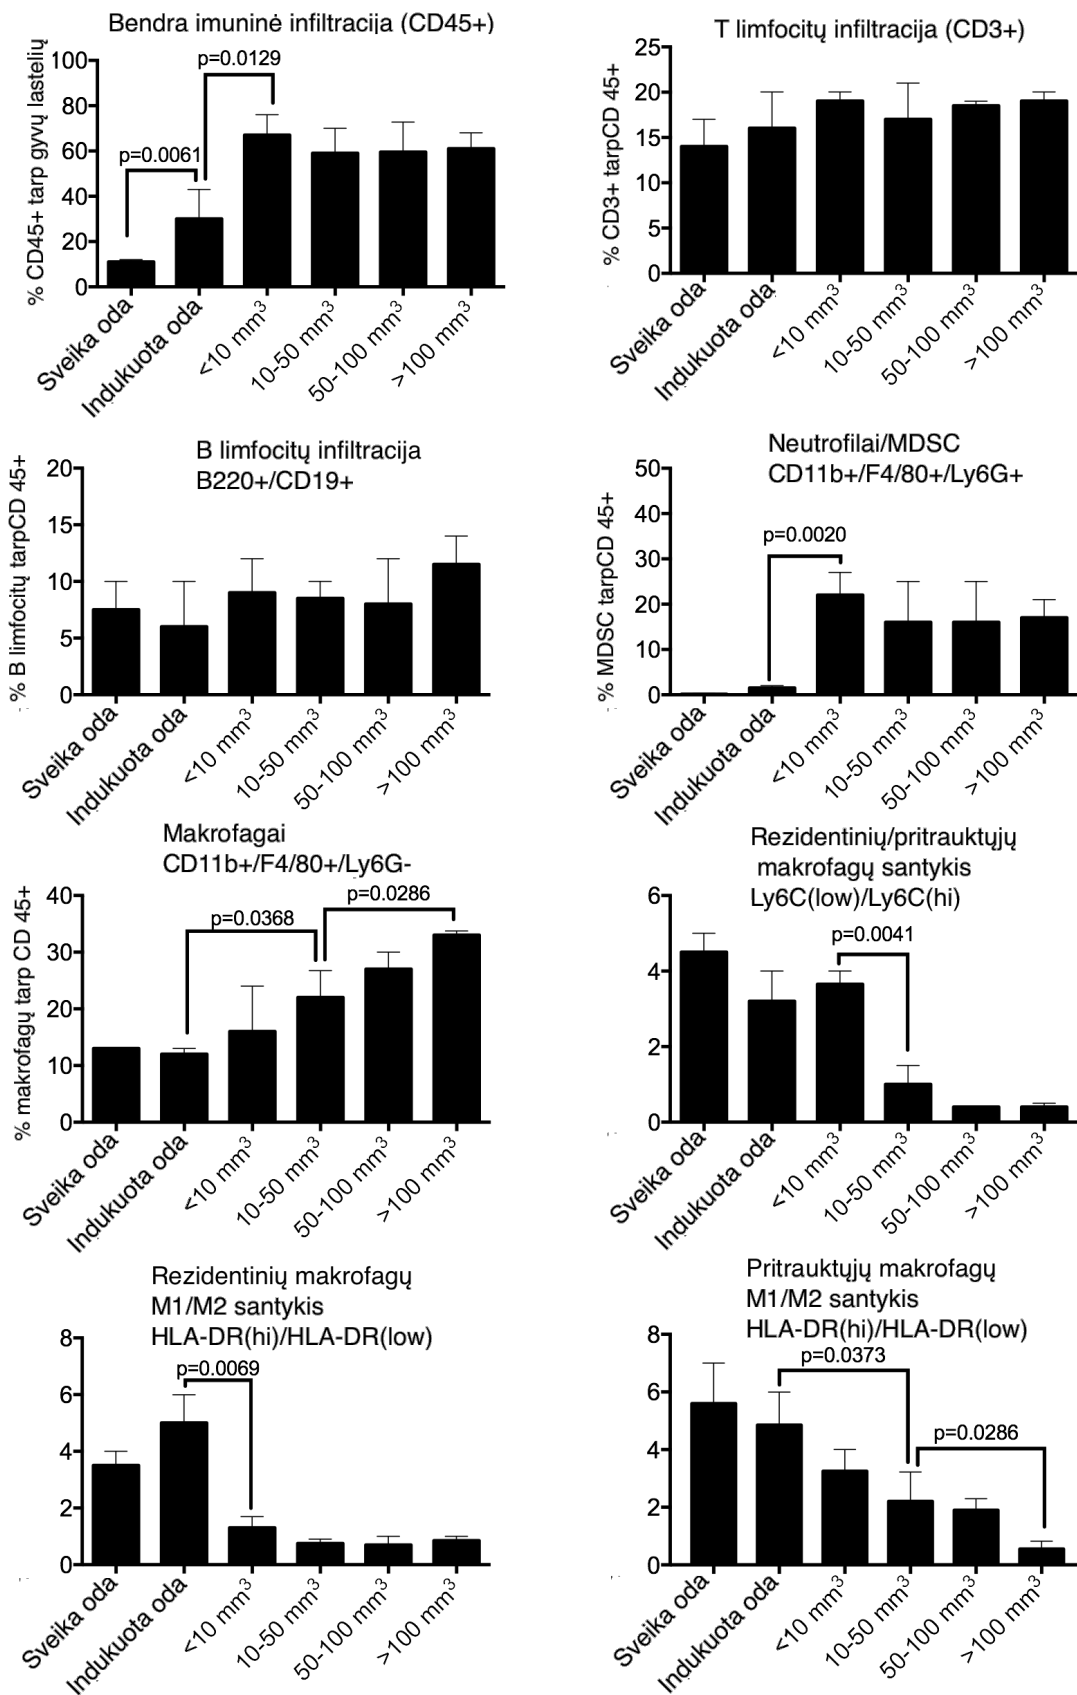 Bendra imuninė infiltracija (CD45+)
% CD45+ tarp gyvų lastelių
100
80
60
40
20
0
p=0.0061
p=0.0129
Sveika oda
Indukuota oda
<10 mm³
10-50 mm³
50-100 mm³
>100 mm³
T limfocitų infiltracija (CD3+)
% CD3+ tarpCD 45+
25
20
15
10
5
0
Sveika oda
Indukuota oda
<10 mm³
10-50 mm³
50-100 mm³
>100 mm³
B limfocitų infiltracija
B220+/CD19+
% B limfocitų tarpCD 45+
20
15
10
5
0
Sveika oda
Indukuota oda
<10 mm³
10-50 mm³
50-100 mm³
>100 mm³
Neutrofilai/MDSC
CD11b+/F4/80+/Ly6G+
% MDSC tarpCD 45+
50
40
30
20
10
0
p=0.0020
Sveika oda
Indukuota oda
<10 mm³
10-50 mm³
50-100 mm³
>100 mm³
Makrofagai
CD11b+/F4/80+/Ly6G-
% makrofagų tarp CD 45+
40
30
20
10
0
p=0.0368
p=0.0286
Sveika oda
Indukuota oda
<10 mm³
10-50 mm³
50-100 mm³
>100 mm³
Rezidentinių/pritrauktųjų
makrofagų santykis
Ly6C(low)/Ly6C(hi)
6
4
2
0
p=0.0041
Sveika oda
Indukuota oda
<10 mm³
10-50 mm³
50-100 mm³
>100 mm³
Rezidentinių makrofagų
M1/M2 santykis
HLA-DR(hi)/HLA-DR(low)
8
6
4
2
0
p=0.0069
Sveika oda
Indukuota oda
<10 mm³
10-50 mm³
50-100 mm³
>100 mm³
Pritrauktųjų makrofagų
M1/M2 santykis
HLA-DR(hi)/HLA-DR(low)
8
6
4
2
0
p=0.0373
p=0.0286
Sveika oda
Indukuota oda
<10 mm³
10-50 mm³
50-100 mm³
>100 mm³